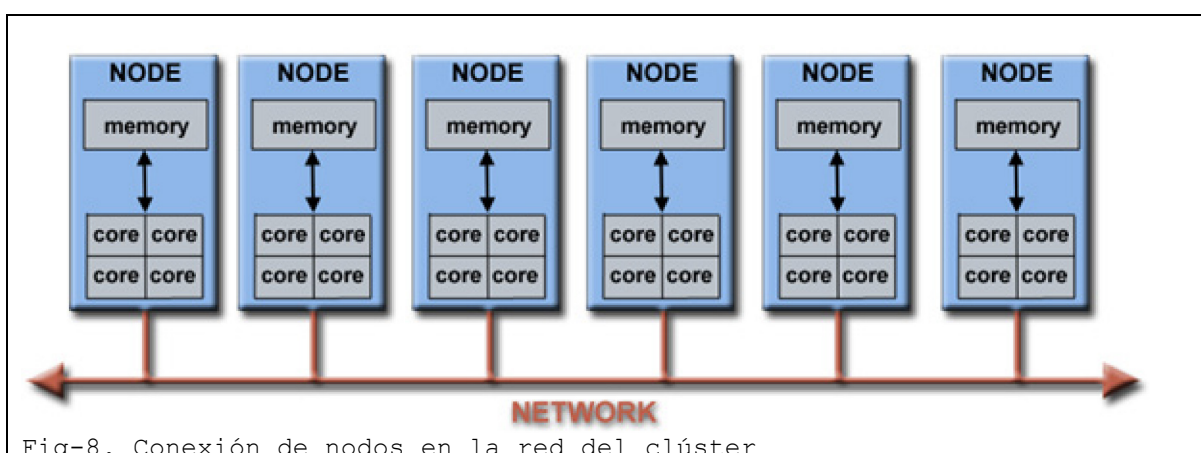 NODE NODE NODE NODE NODE NODE
memory memory memory memory memory memory
core core core core core core core core core core core core
core core core core core core core core core core core core
NETWORK
Fig-8. Conexión de nodos en la red del clúster